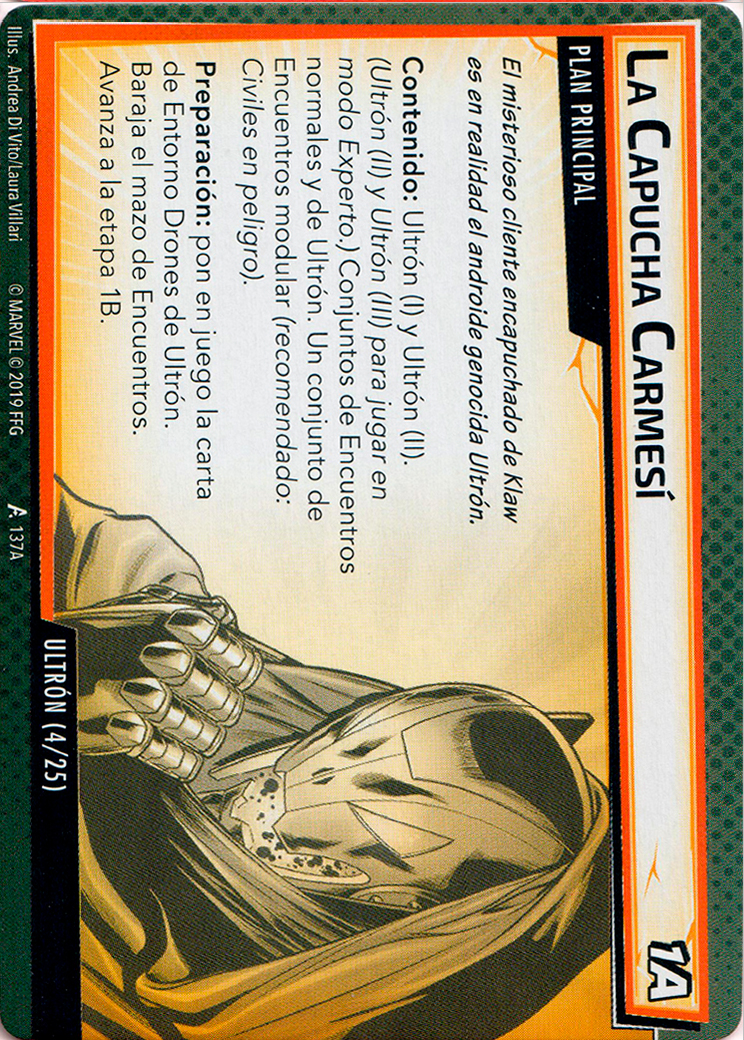 LA CAPUCHA CARMESÍ
1A
PLAN PRINCIPAL
El misterioso cliente encapuchado de Klaw
es en realidad el androide genocida Ultrón.
Contenido: Ultrón (I) y Ultrón (II).
(Ultrón (II) y Ultrón (III) para jugar en
modo Experto.) Conjuntos de Encuentros
normales y de Ultrón. Un conjunto de
Encuentros modular (recomendado:
Civiles en peligro).
Preparación: pon en juego la carta
de Entorno Drones de Ultrón.
Baraja el mazo de Encuentros.
Avanza a la etapa 1B.
ULTRÓN (4/25)
Illus. Andrea Di Vito/Laura Villari © MARVEL © 2019 FFG 137A